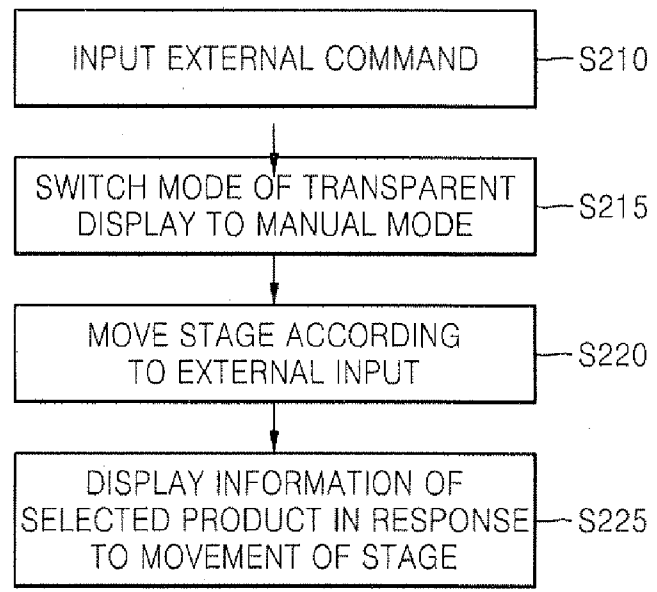 INPUT EXTERNAL COMMAND
S210
SWITCH MODE OF TRANSPARENT
DISPLAY TO MANUAL MODE
S215
MOVE STAGE ACCORDING
TO EXTERNAL INPUT
S220
DISPLAY INFORMATION OF
SELECTED PRODUCT IN RESPONSE
TO MOVEMENT OF STAGE
S225